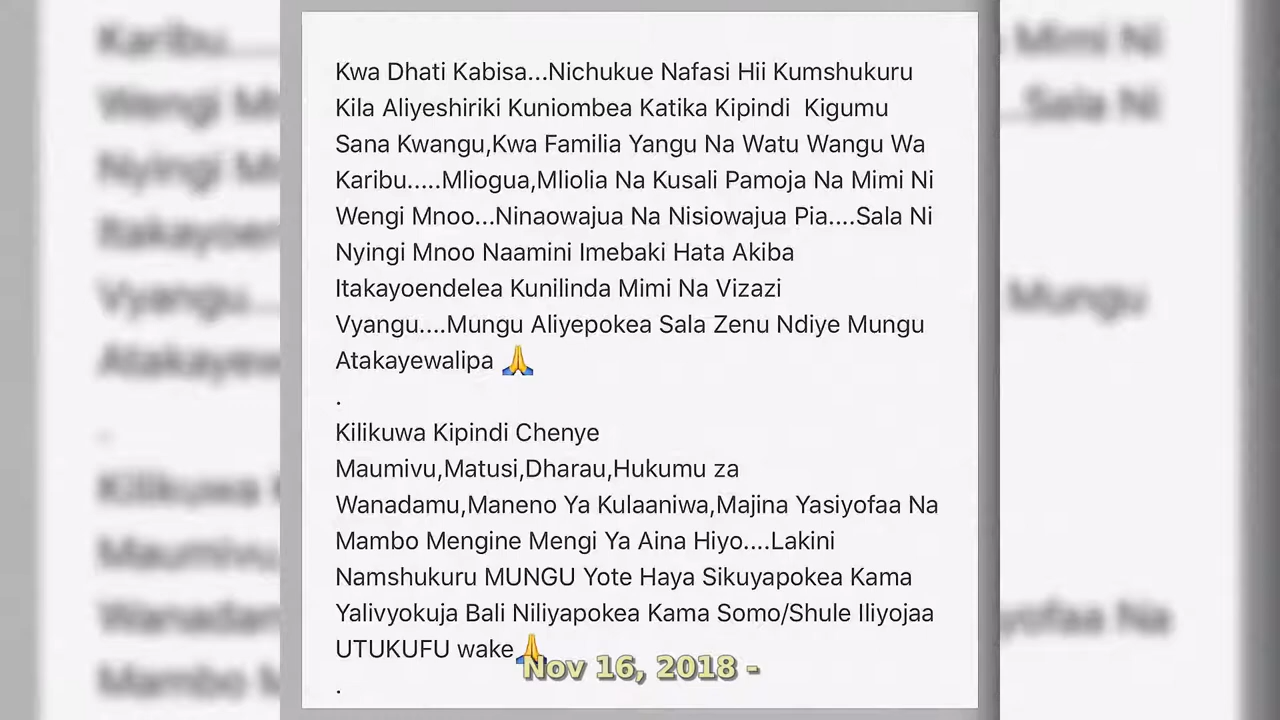 Kwa Dhati Kabisa...Nichukue Nafasi Hii Kumshukuru
Kila Aliyeshiriki Kuniombea Katika Kipindi  Kigumu
Sana Kwangu,Kwa Familia Yangu Na Watu Wangu Wa
Karibu.....Mliogua,Mliolia Na Kusali Pamoja Na Mimi Ni
Wengi Mnoo...Ninaowajua Na Nisiowajua Pia....Sala Ni
Nyingi Mnoo Naamini Imebaki Hata Akiba
Itakayoendelea Kunilinda Mimi Na Vizazi
Vyangu....Mungu Aliyepokea Sala Zenu Ndiye Mungu
Atakayewalipa 🙏
.
Kilikuwa Kipindi Chenye
Maumivu,Matusi,Dharau,Hukumu za
Wanadamu,Maneno Ya Kulaaniwa,Majina Yasiyofaa Na
Mambo Mengine Mengi Ya Aina Hiyo....Lakini
Namshukuru MUNGU Yote Haya Sikuyapokea Kama
Yalivyokuja Bali Niliyapokea Kama Somo/Shule Iliyojaa
UTUKUFU wake🙏
.
Nov 16, 2018 -